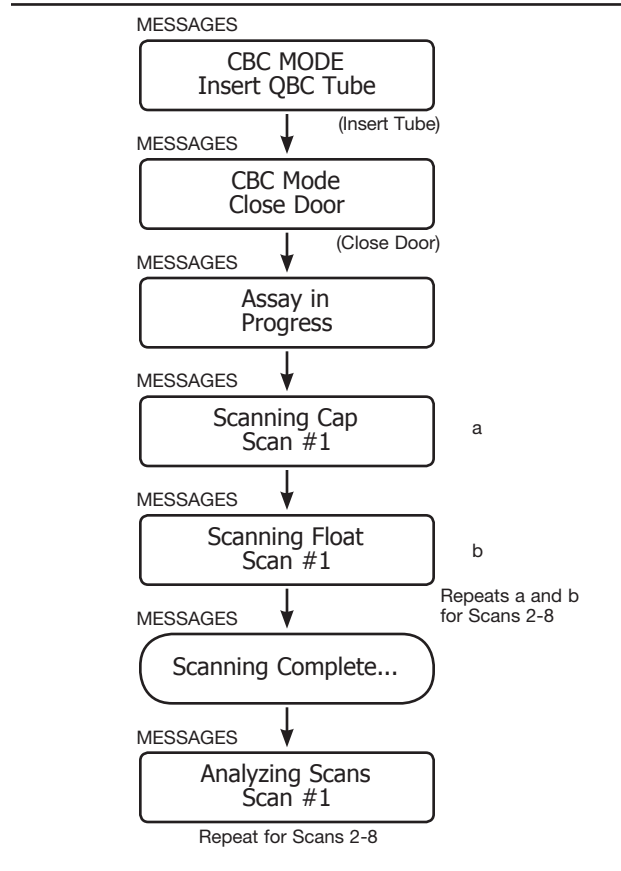 MESSAGES
CBC MODE
Insert QBC Tube
(Insert Tube)
MESSAGES
CBC Mode
Close Door
(Close Door)
MESSAGES
Assay in
Progress
MESSAGES
Scanning Cap
Scan #1
a
MESSAGES
Scanning Float
Scan #1
b
Repeats a and b
for Scans 2-8
MESSAGES
Scanning Complete...
MESSAGES
Analyzing Scans
Scan #1
Repeat for Scans 2-8